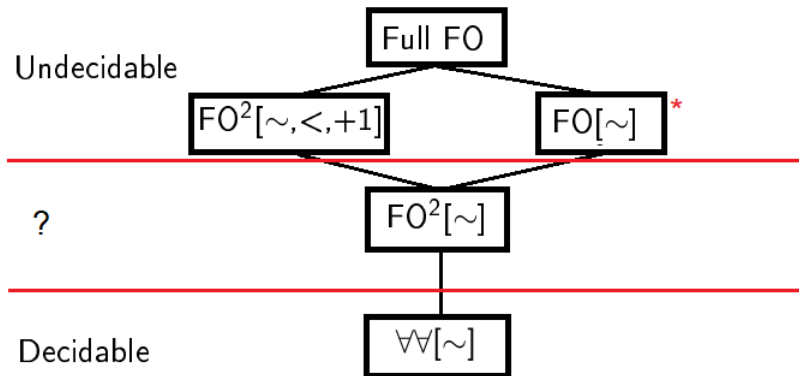 Full FO
Undecidable
FO²[~,<,+1]
FO[~]*
?
FO²[~]
Decidable
∀∀[~]